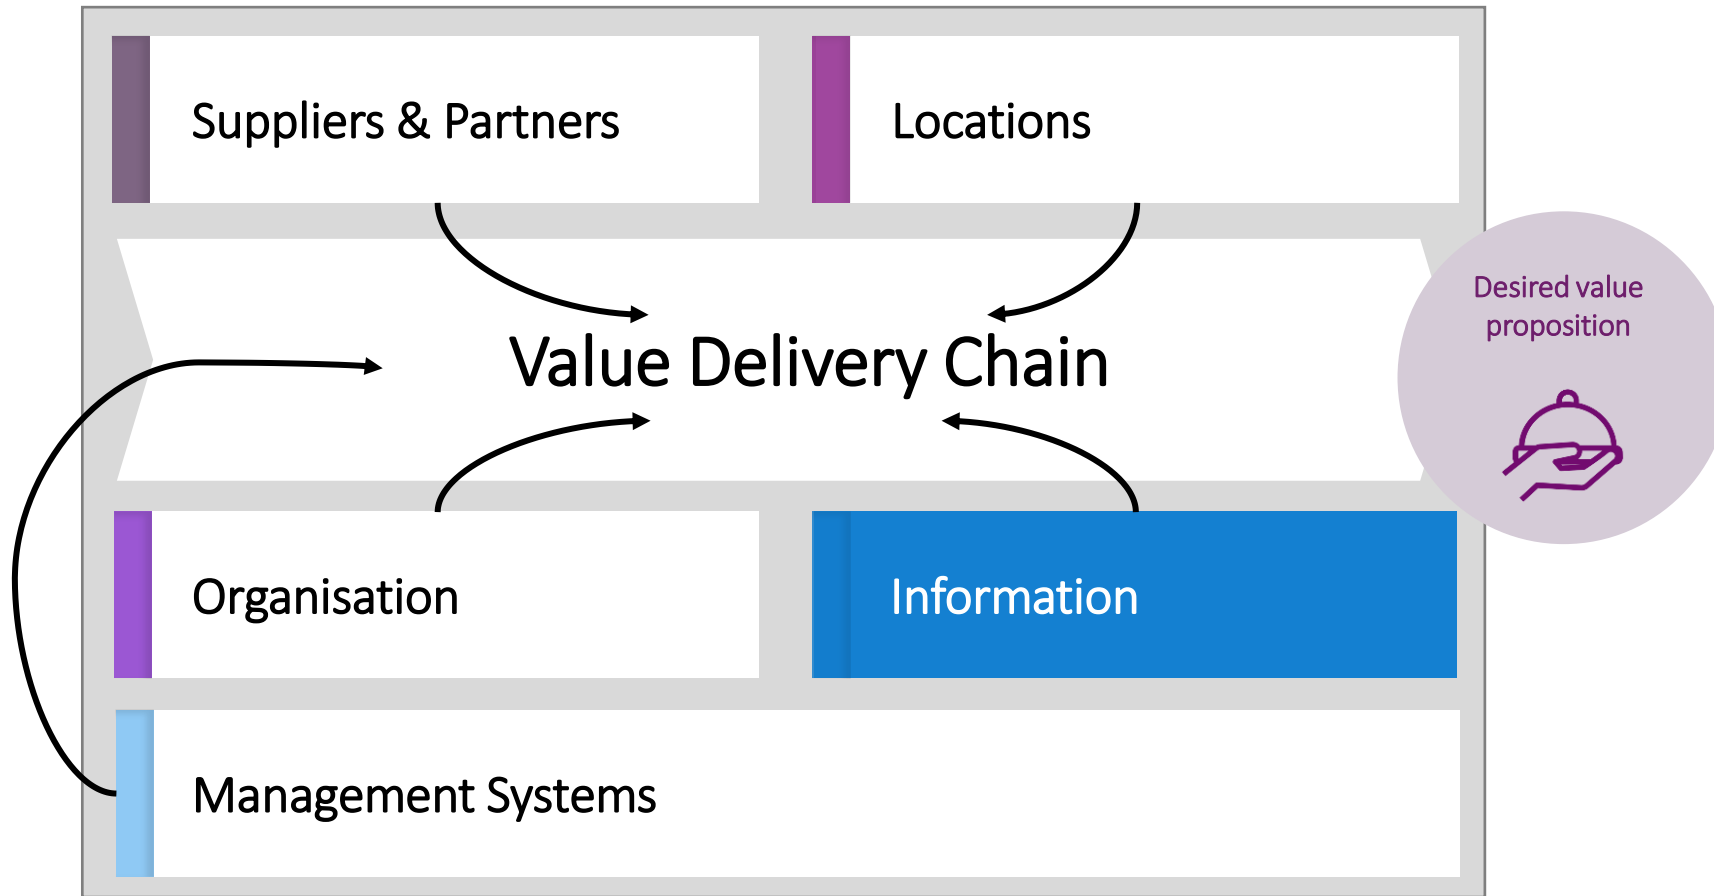 Suppliers & Partners
Locations
Desired value
proposition
Value Delivery Chain
Organisation
Information
Management Systems